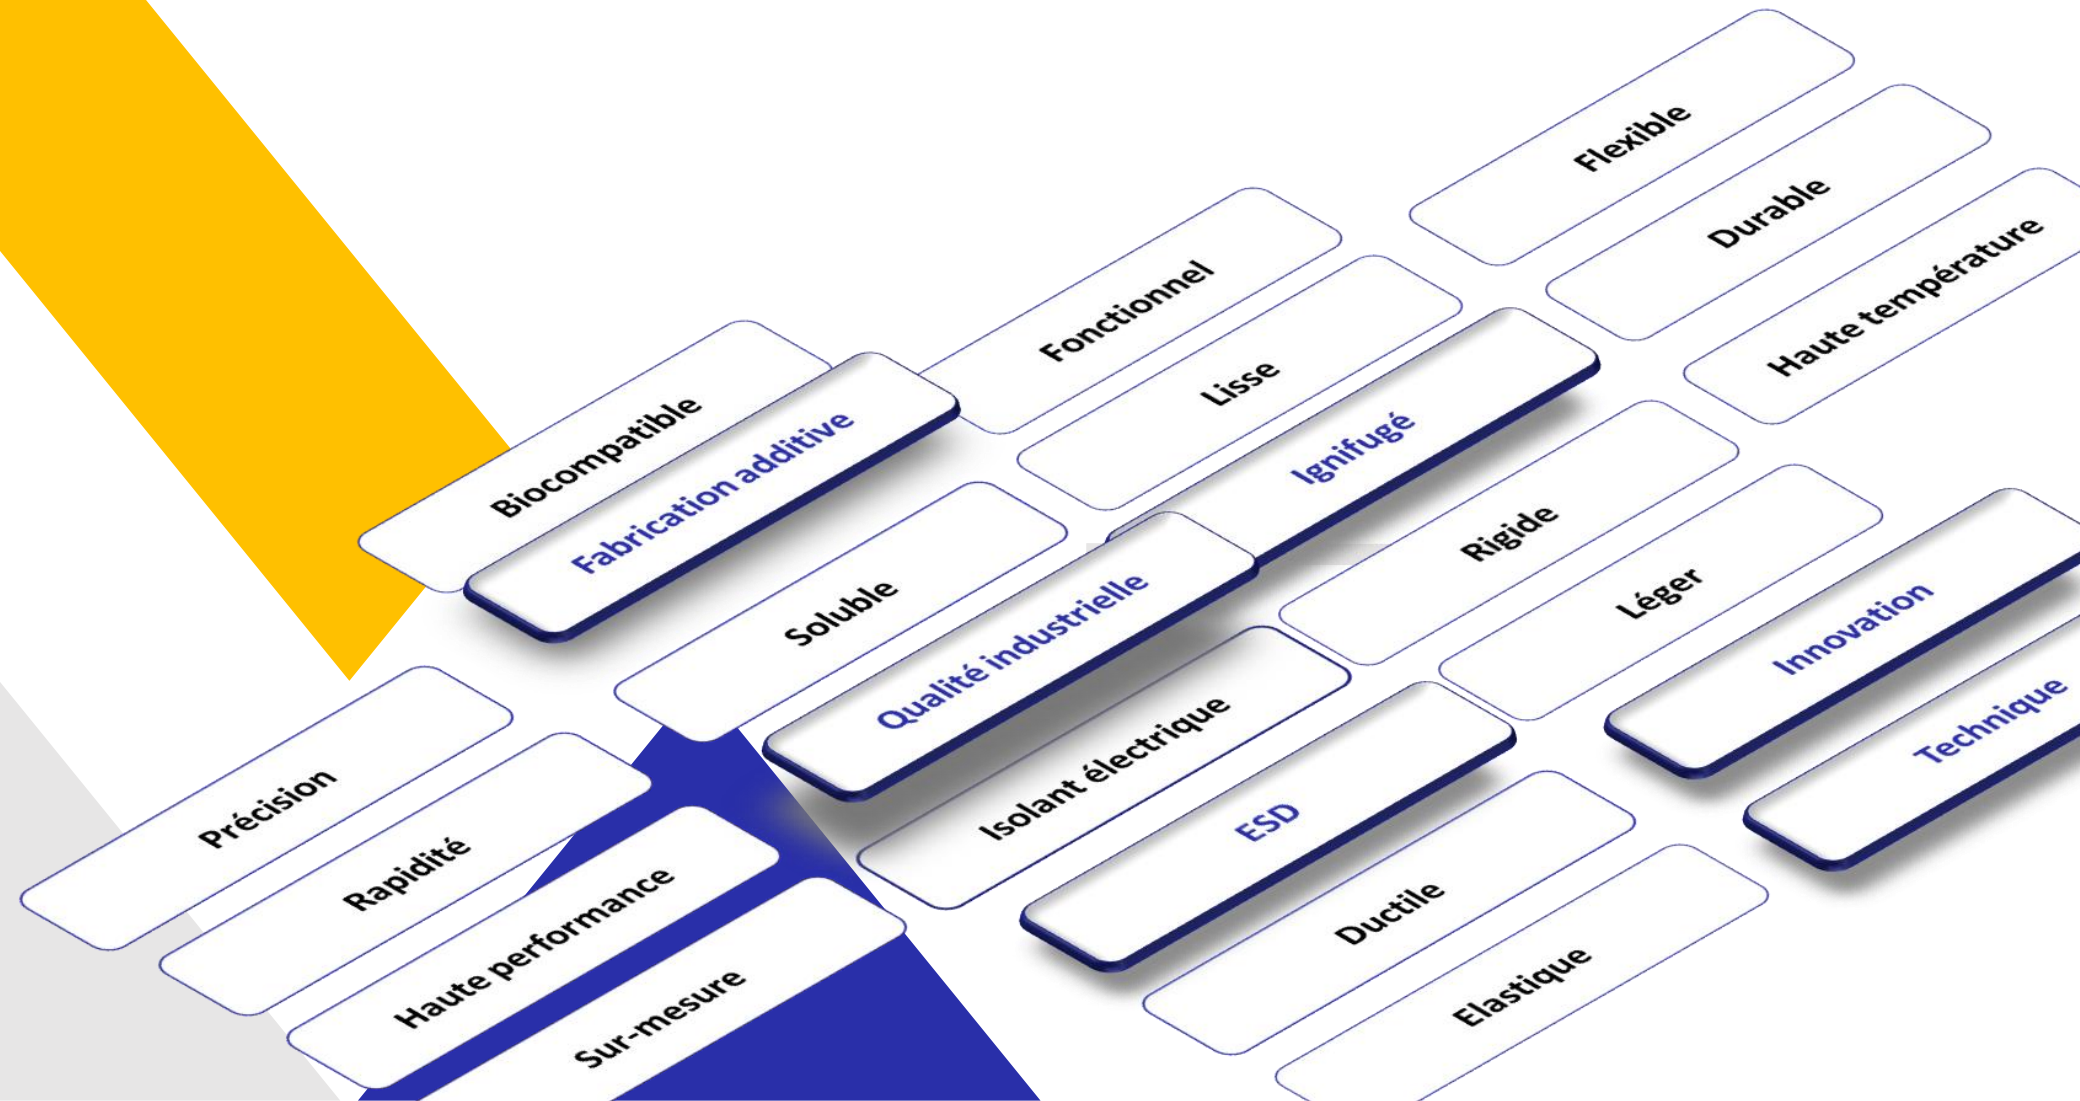 Flexible
Durable
Haute température
Fonctionnel
Lisse
Ignifugé
Rigide
Léger
Innovation
Technique
Biocompatible
Fabrication additive
Soluble
Qualité industrielle
Isolant électrique
ESD
Ductile
Elastique
Précision
Rapidité
Haute performance
Sur-mesure